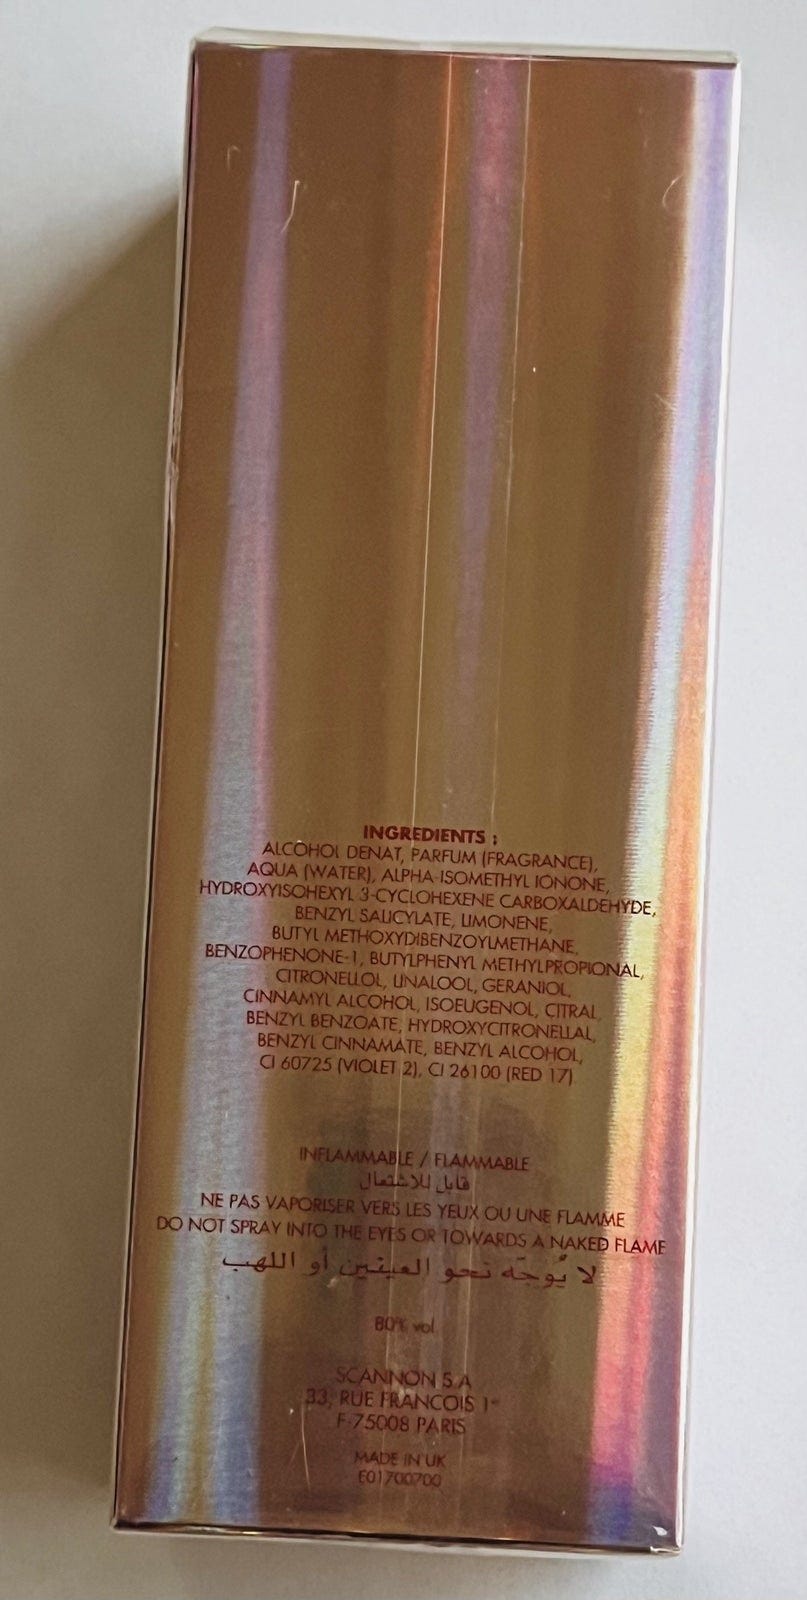 INGREDIENTS :
ALCOHOL DENAT, PARFUM (FRAGRANCE),
AQUA (WATER), ALPHA-ISOMETHYL IONONE,
HYDROXYISOHEXYL 3-CYCLOHEXENE CARBOXALDEHYDE,
BENZYL SALICYLATE, LIMONENE,
BUTYL METHOXYDIBENZOYLMETHANE,
BENZOPHENONE-1, BUTYLPHENYL METHYLPROPIONAL,
CITRONELLOL, LINALOOL, GERANIOL,
CINNAMYL ALCOHOL, ISOEUGENOL, CITRAL,
BENZYL BENZOATE, HYDROXYCITRONELLAL,
BENZYL CINNAMATE, BENZYL ALCOHOL,
CI 60725 (VIOLET 2), CI 26100 (RED 17)
INFLAMMABLE / FLAMMABLE
قابل للاشتعال
NE PAS VAPORISER VERS LES YEUX OU UNE FLAMME
DO NOT SPRAY INTO THE EYES OR TOWARDS A NAKED FLAME
لا يُوجّه نحو العينين أو اللهب
80% vol
SCANNON S.A
33, RUE FRANCOIS 1er
F-75008 PARIS
MADE IN UK
E01700700